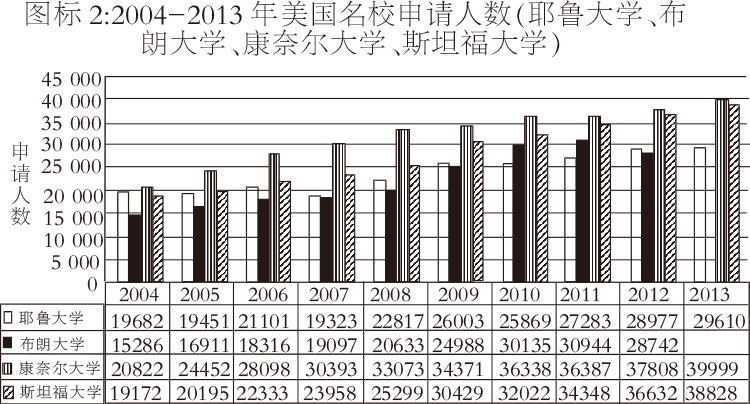 图标2:2004－2013年美国名校申请人数(耶鲁大学、布
朗大学、康奈尔大学、斯坦福大学)
申请人数
45 000
40 000
35 000
30 000
25 000
20 000
15 000
10 000
5 000
0
2004 2005 2006 2007 2008 2009 2010 2011 2012 2013
耶鲁大学 19682 19451 21101 19323 22817 26003 25869 27283 28977 29610
布朗大学 15286 16911 18316 19097 20633 24988 30135 30944 28742
康奈尔大学 20822 24452 28098 30393 33073 34371 36338 36387 37808 39999
斯坦福大学 19172 20195 22333 23958 25299 30429 32022 34348 36632 38828